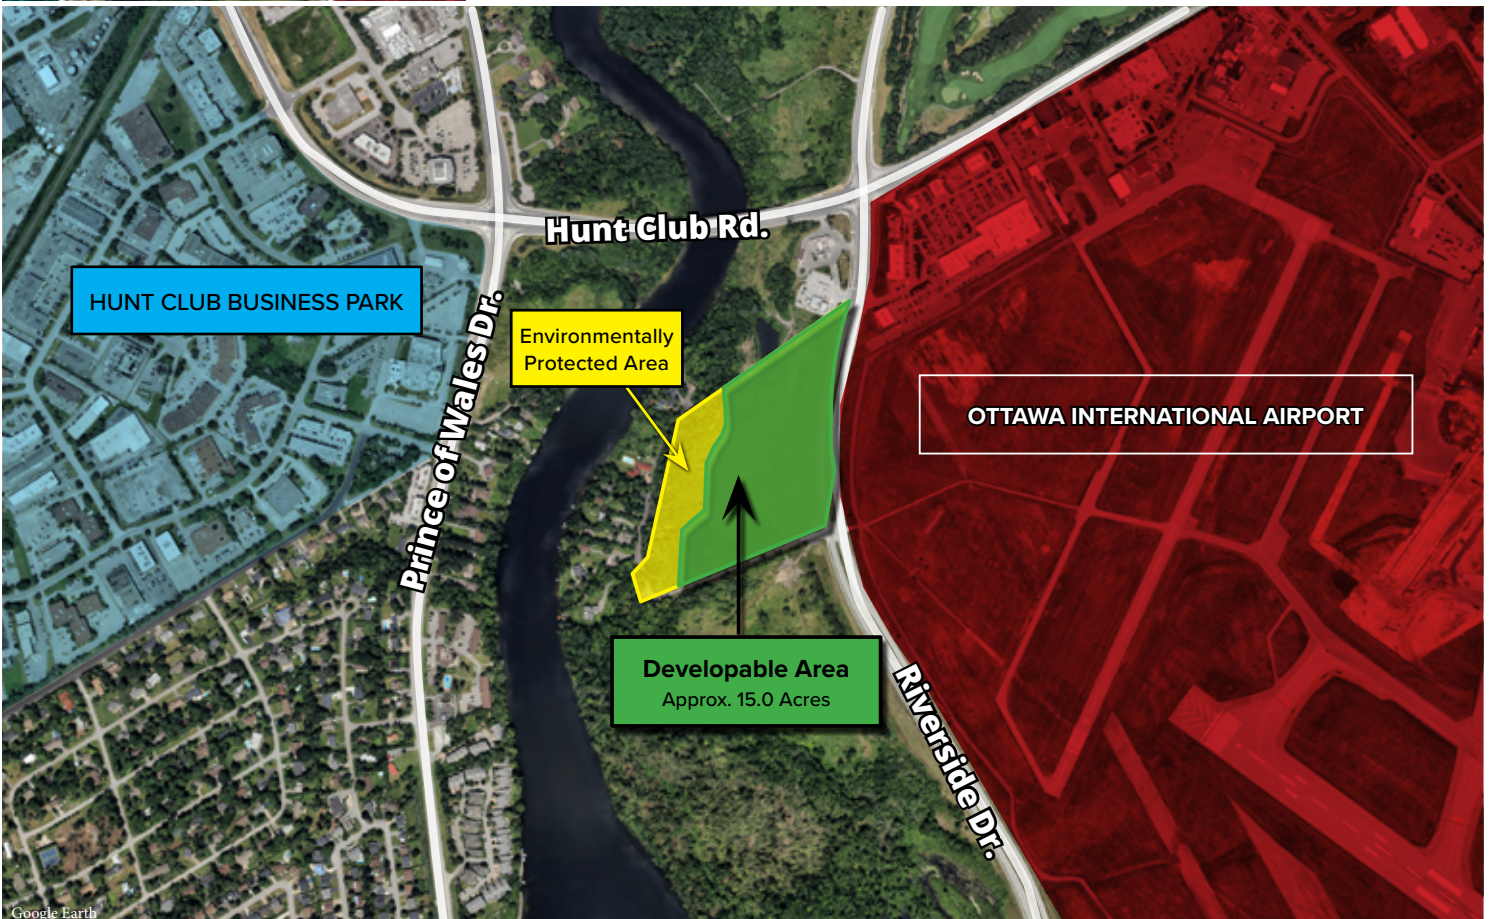 Hunt Club Rd.
HUNT CLUB BUSINESS PARK
Prince of Wales Dr.
Environmentally
Protected Area
OTTAWA INTERNATIONAL AIRPORT
Developable Area
Approx. 15.0 Acres
Riverside Dr.
Google Earth